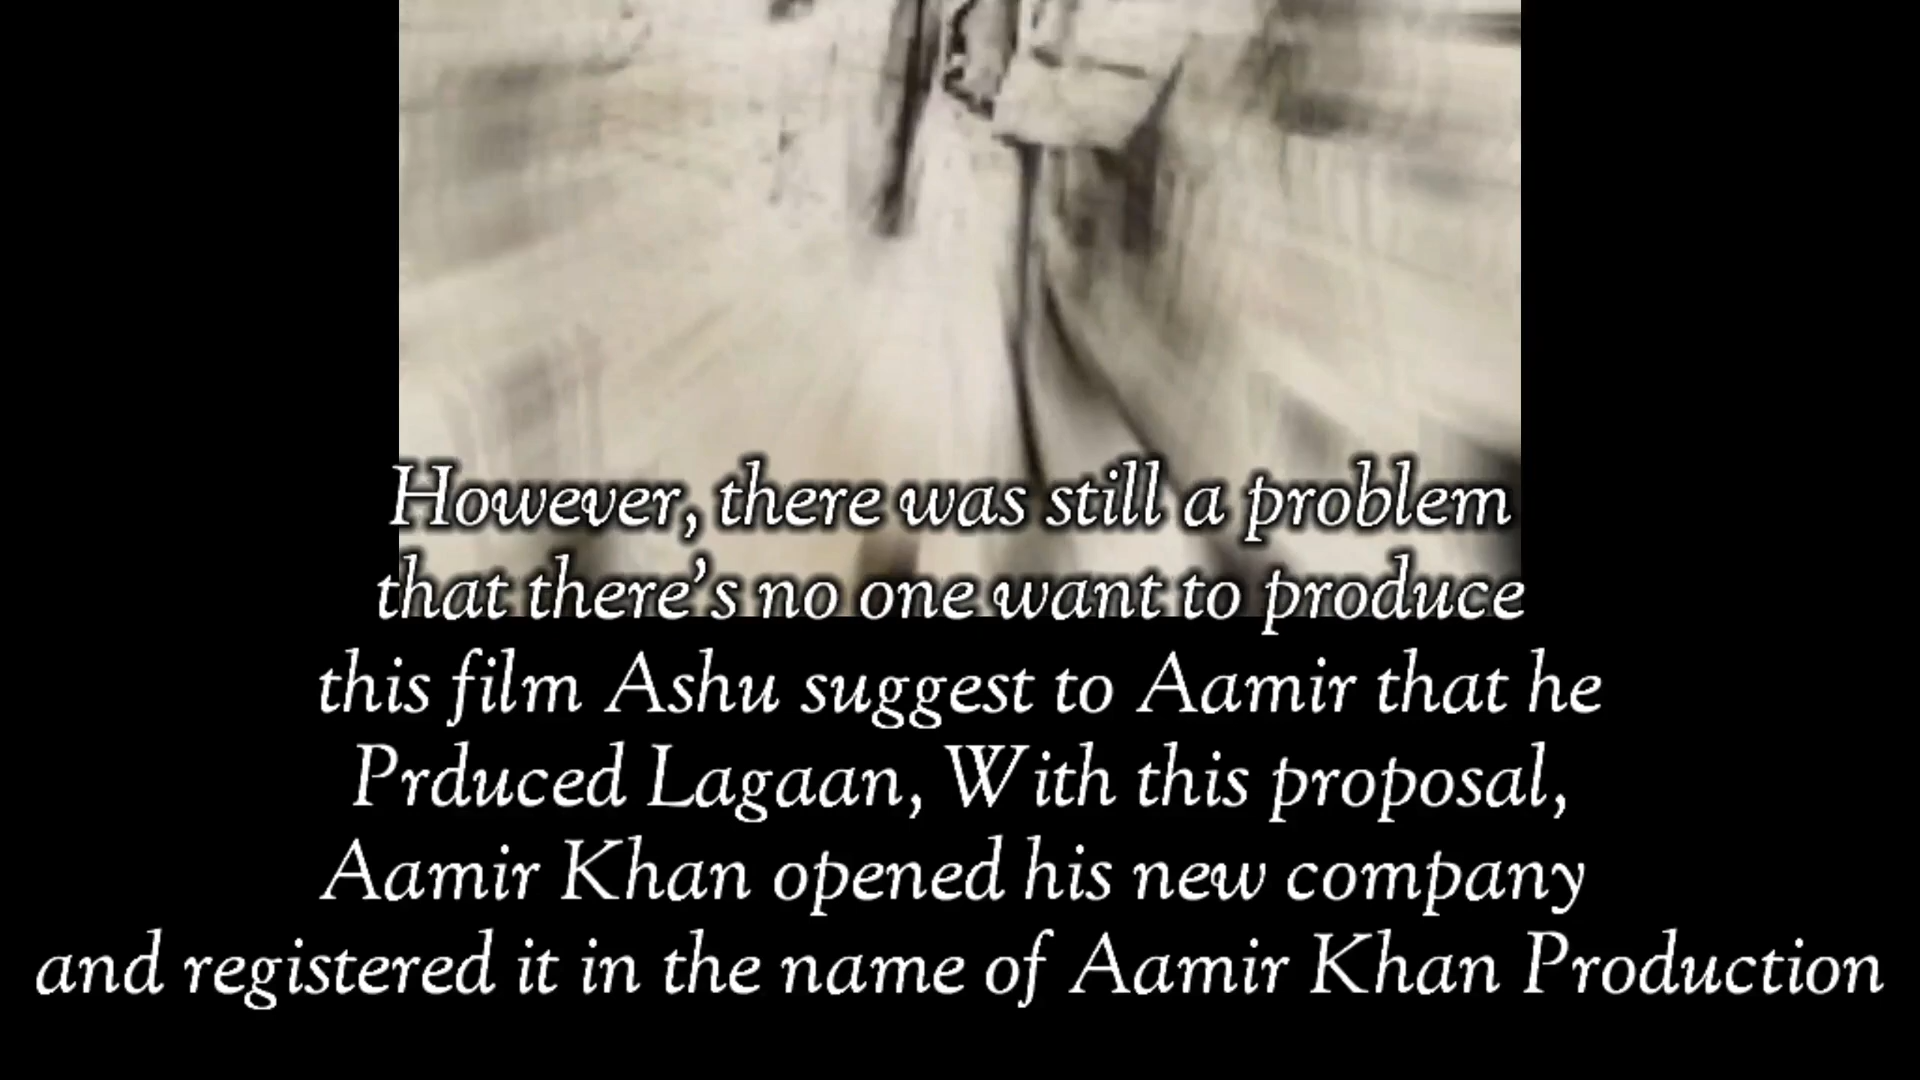 However, there was still a problem
that there's no one want to produce
this film Ashu suggest to Aamir that he
Prduced Lagaan, With this proposal,
Aamir Khan opened his new company
and registered it in the name of Aamir Khan Production